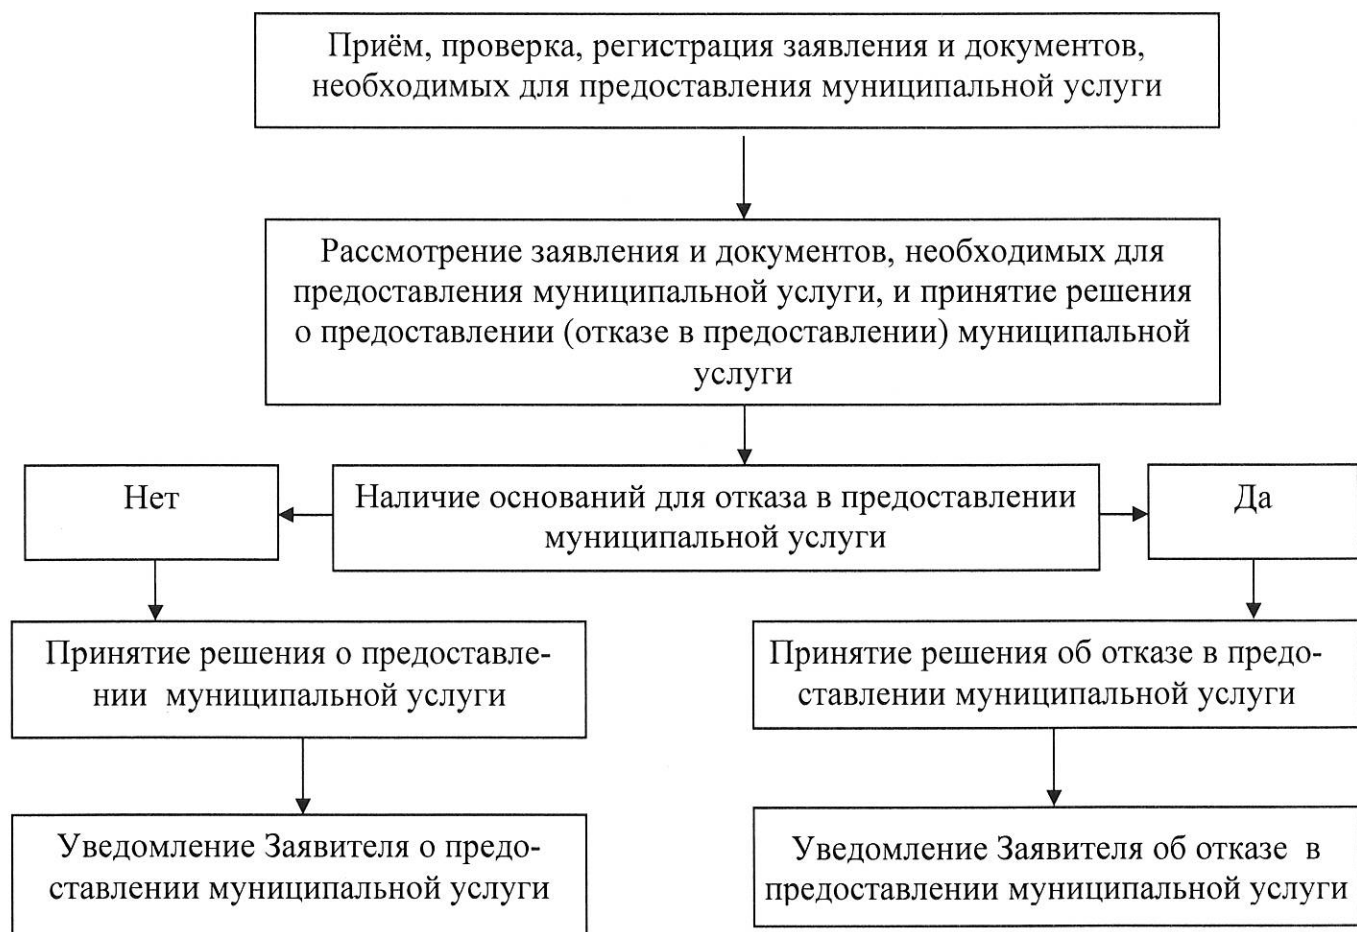 Приём, проверка, регистрация заявления и документов,
необходимых для предоставления муниципальной услуги
Рассмотрение заявления и документов, необходимых для
предоставления муниципальной услуги, и принятие решения
о предоставлении (отказе в предоставлении) муниципальной
услуги
Нет
Наличие оснований для отказа в предоставлении
муниципальной услуги
Да
Принятие решения о предоставле-
нии муниципальной услуги
Принятие решения об отказе в предо-
ставлении муниципальной услуги
Уведомление Заявителя о предо-
ставлении муниципальной услуги
Уведомление Заявителя об отказе в
предоставлении муниципальной услуги